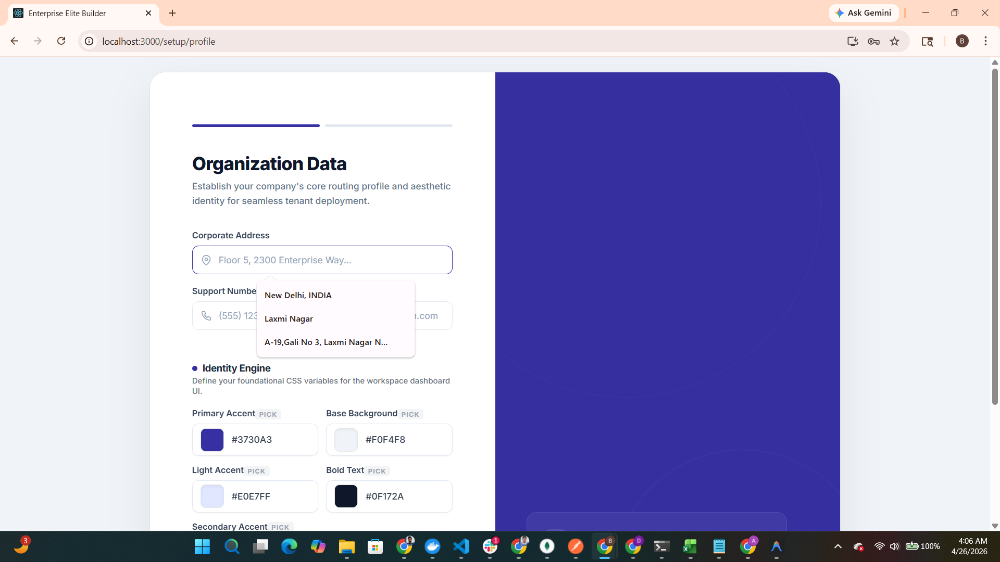 Enterprise Elite Builder
Ask Gemini
localhost:3000/setup/profile
B
Organization Data
Establish your company's core routing profile and aesthetic
identity for seamless tenant deployment.
Corporate Address
Floor 5, 2300 Enterprise Way...
New Delhi, INDIA
Laxmi Nagar
A-19,Gali No 3, Laxmi Nagar N...
Support Numbe
(555) 123
.com
Identity Engine
Define your foundational CSS variables for the workspace dashboard
UI.
Primary Accent PICK
Base Background PICK
#3730A3
#F0F4F8
Light Accent PICK
Bold Text PICK
#E0E7FF
#0F172A
Secondary Accent PICK
3
1
B
D
A
100%
4:06 AM
4/26/2026